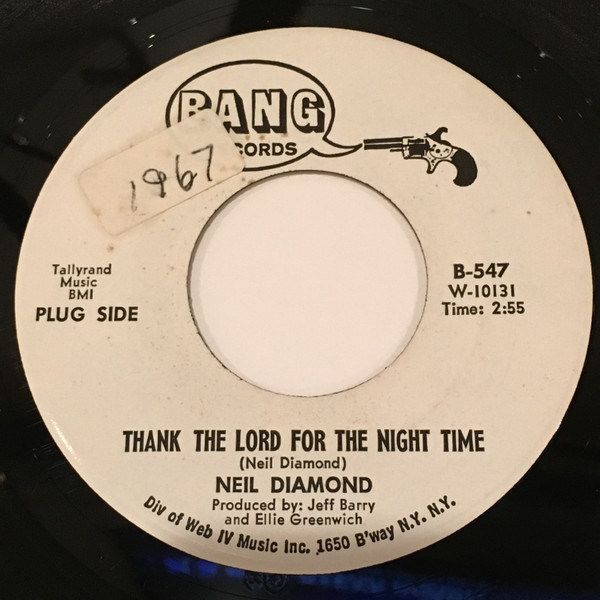 BANG
RECORDS
1967
Tallyrand
Music
BMI
PLUG SIDE
B-547
W-10131
Time: 2:55
THANK THE LORD FOR THE NIGHT TIME
(Neil Diamond)
NEIL DIAMOND
Produced by: Jeff Barry
and Ellie Greenwich
Div of Web IV Music Inc. 1650 B'way N.Y. N.Y.